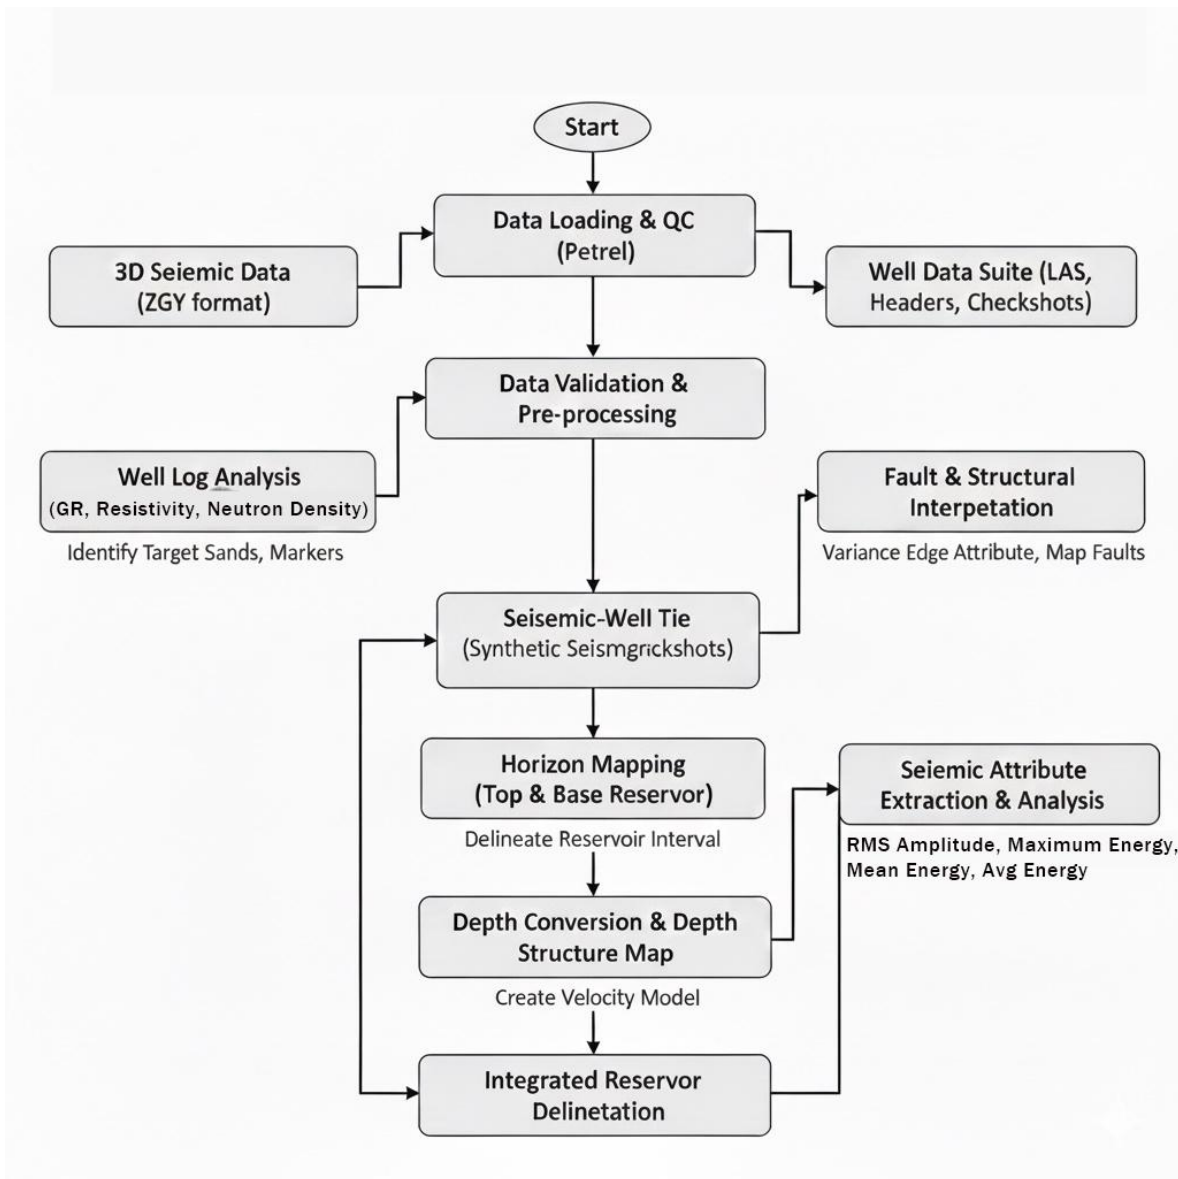 Start
Data Loading & QC
(Petrel)
3D Seiemic Data
(ZGY format)
Well Data Suite (LAS,
Headers, Checkshots)
Data Validation &
Pre-processing
Well Log Analysis
(GR, Resistivity, Neutron Density)
Identify Target Sands, Markers
Fault & Structural
Interpetation
Variance Edge Attribute, Map Faults
Seisemic-Well Tie
(Synthetic Seismgrickshots)
Horizon Mapping
(Top & Base Reservor)
Delineate Reservoir Interval
Seiemic Attribute
Extraction & Analysis
RMS Amplitude, Maximum Energy,
Mean Energy, Avg Energy
Depth Conversion & Depth
Structure Map
Create Velocity Model
Integrated Reservor
Delinetation